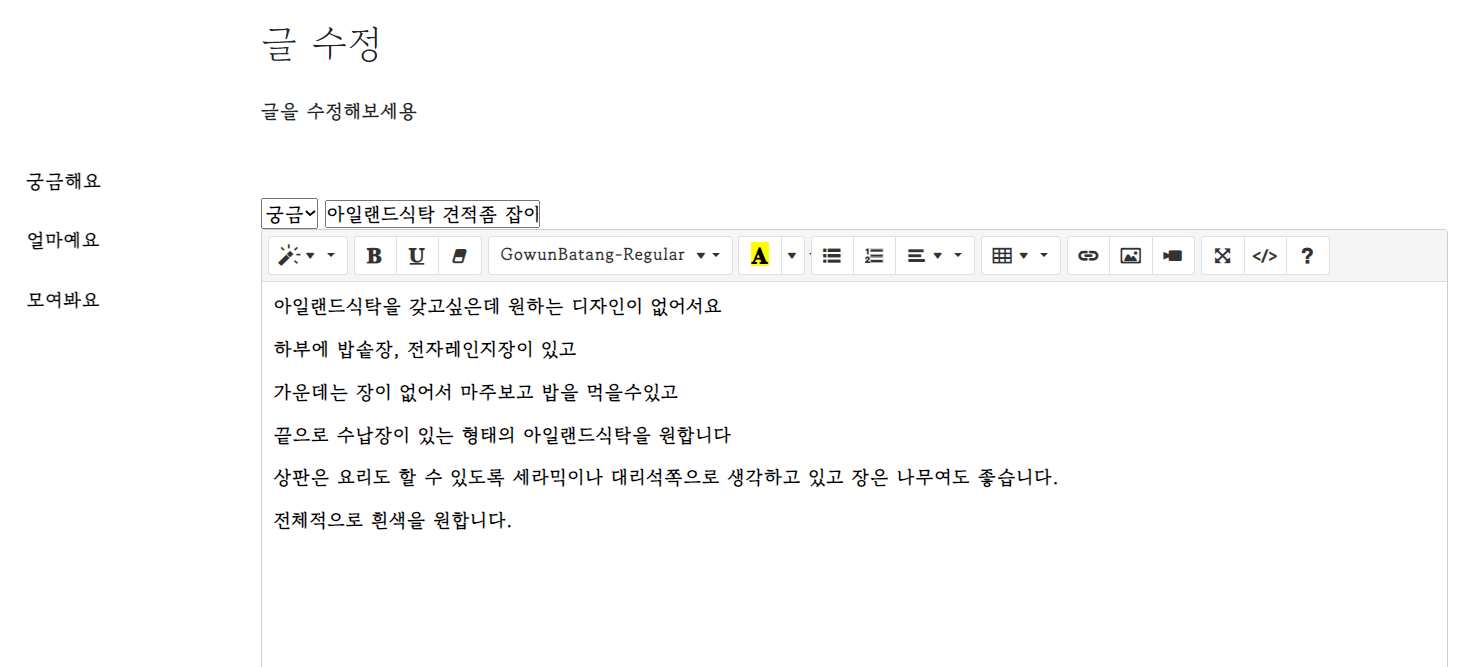 글 수정
글을 수정해보세용
궁금해요
얼마예요
모여봐요
궁금 아일랜드식탁 견적좀 잡이
B U GowunBatang-Regular A </> ?
아일랜드식탁을 갖고싶은데 원하는 디자인이 없어서요
하부에 밥솥장, 전자레인지장이 있고
가운데는 장이 없어서 마주보고 밥을 먹을수있고
끝으로 수납장이 있는 형태의 아일랜드식탁을 원합니다
상판은 요리도 할 수 있도록 세라믹이나 대리석쪽으로 생각하고 있고 장은 나무여도 좋습니다.
전체적으로 흰색을 원합니다.